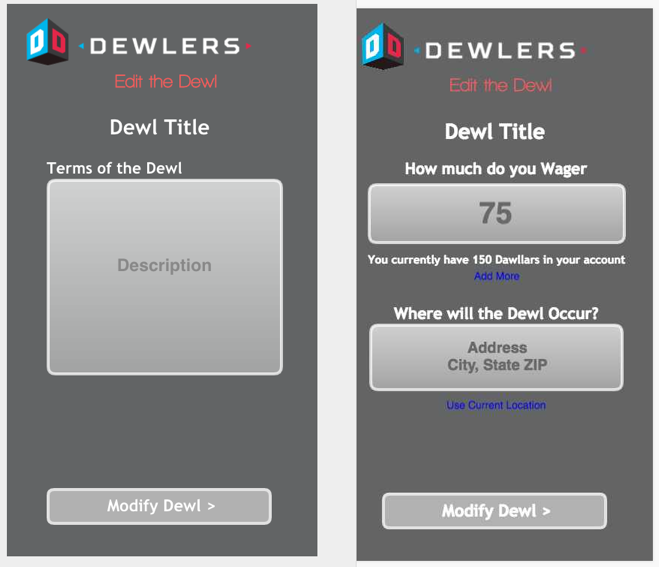 DD DEWLERS
Edit the Dewl
Dewl Title
Terms of the Dewl
Description
Modify Dewl >
DD DEWLERS
Edit the Dewl
Dewl Title
How much do you Wager
75
You currently have 150 Dawllars in your account
Add More
Where will the Dewl Occur?
Address
City, State ZIP
Use Current Location
Modify Dewl >